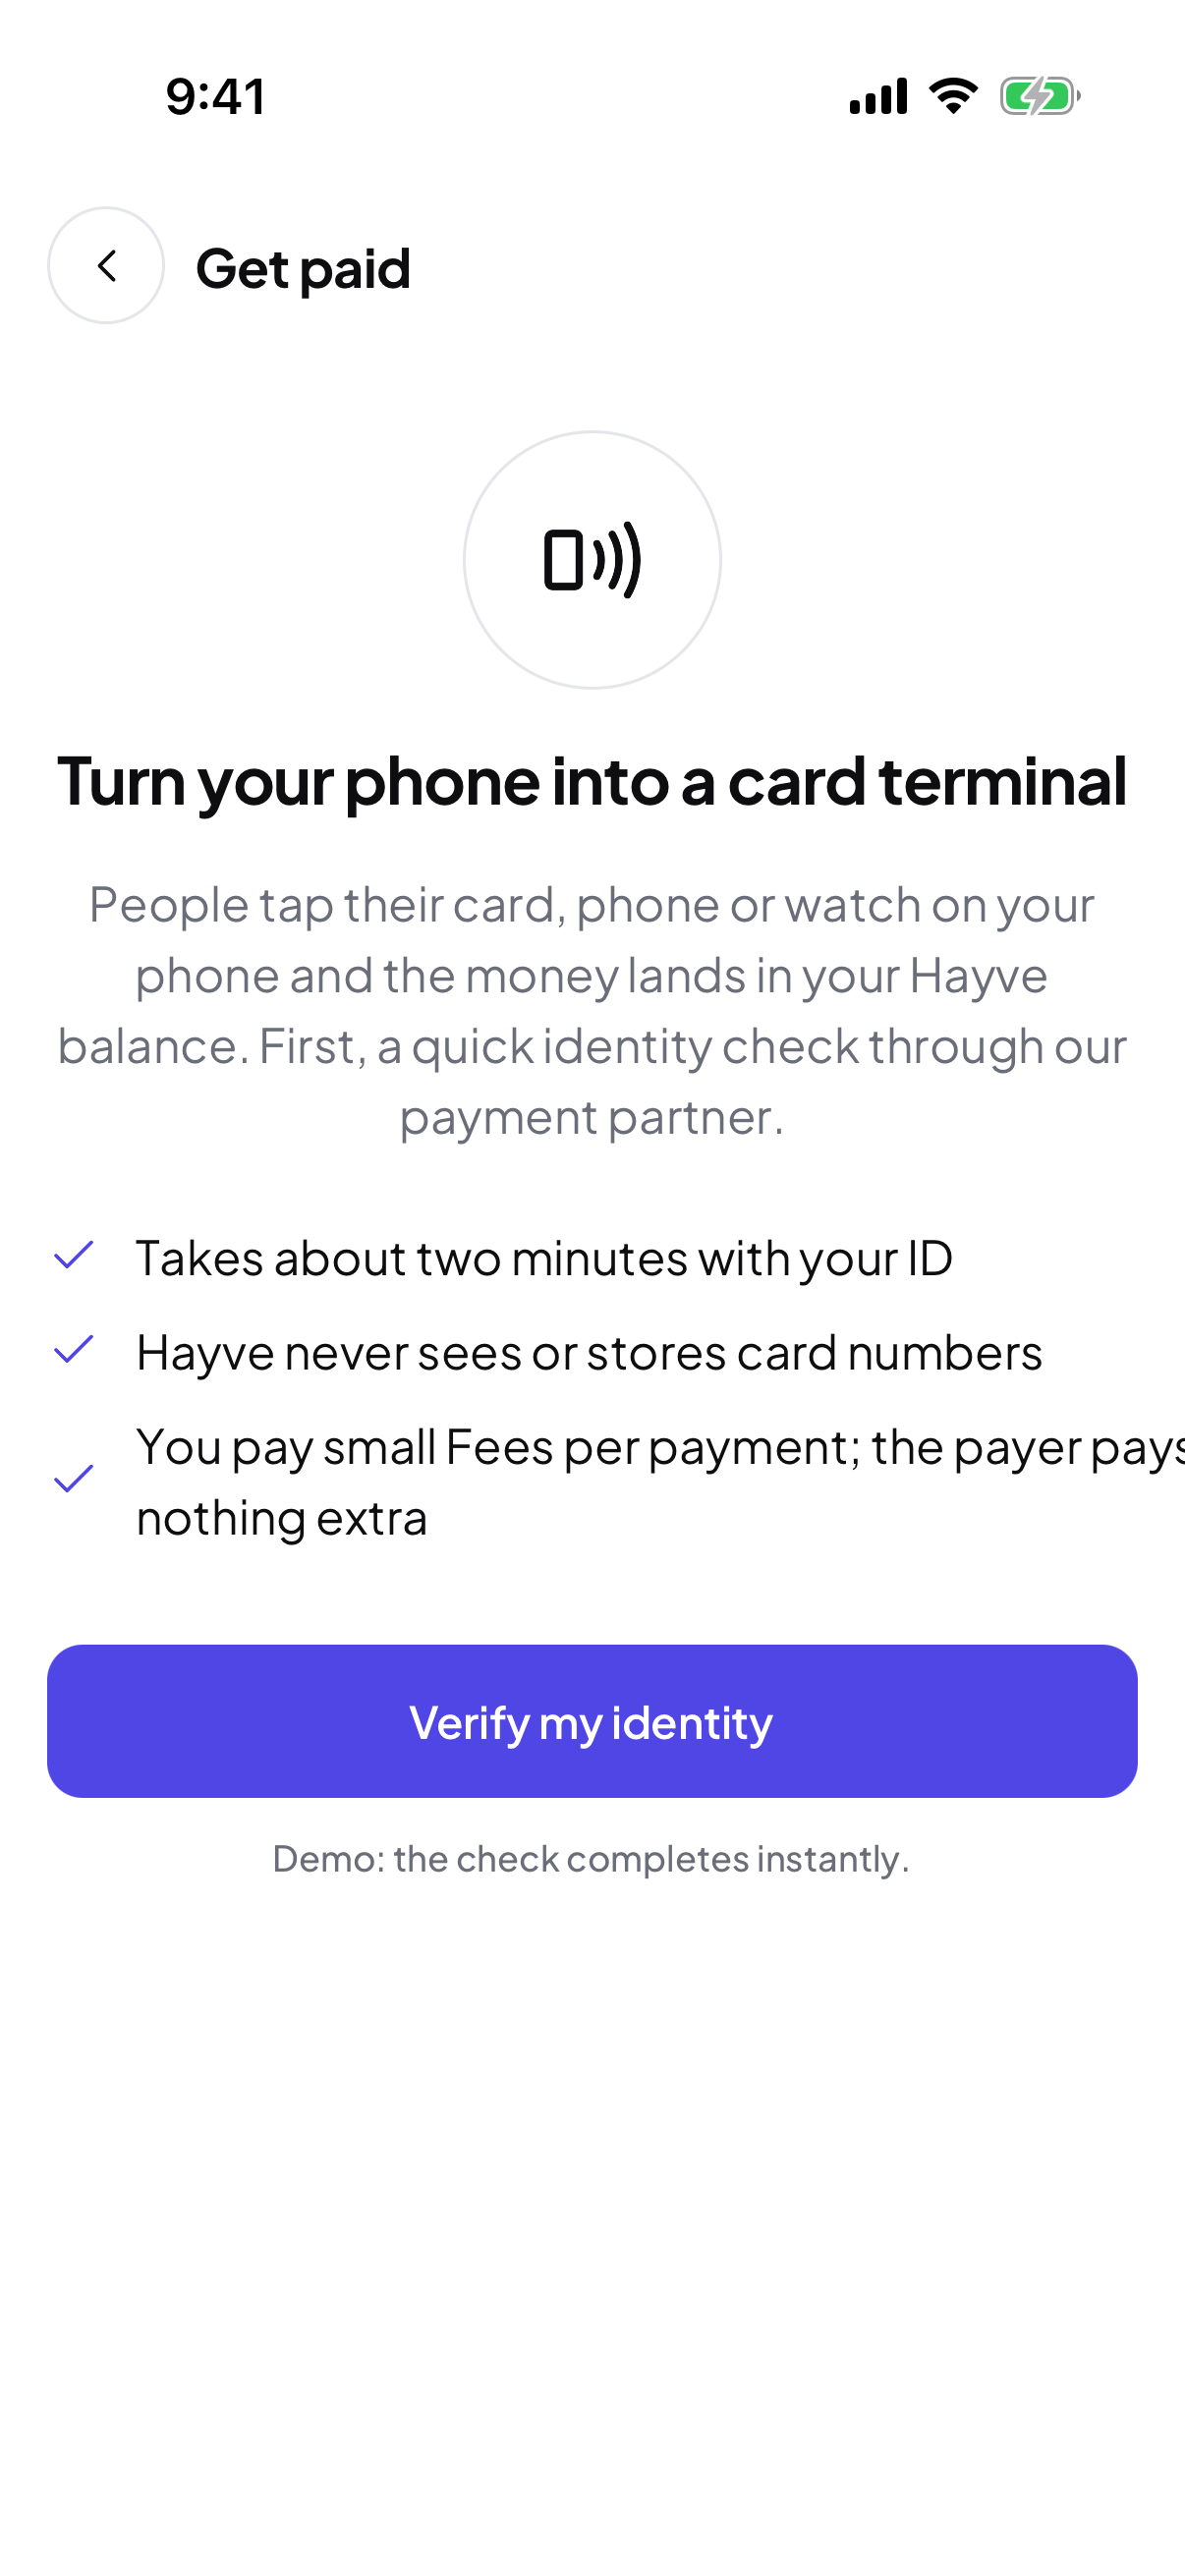 9:41
Get paid
Turn your phone into a card terminal
People tap their card, phone or watch on your
phone and the money lands in your Hayve
balance. First, a quick identity check through our
payment partner.
Takes about two minutes with your ID
Hayve never sees or stores card numbers
You pay small Fees per payment; the payer pays
nothing extra
Verify my identity
Demo: the check completes instantly.